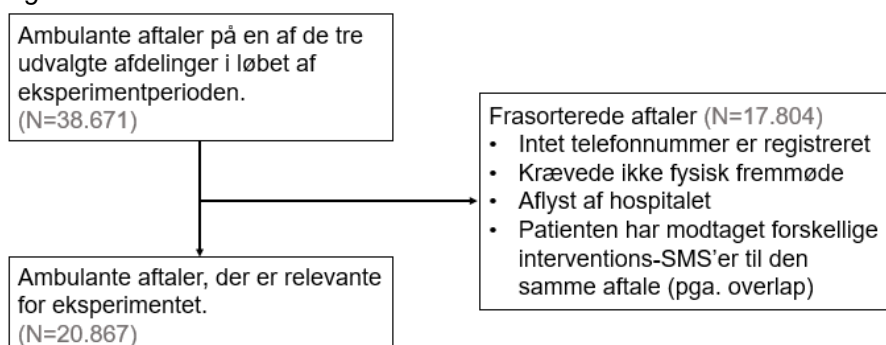 Ambulante aftaler på en af de tre
udvalgte afdelinger i løbet af
eksperimentperioden.
(N=38.671)
Frasorterede aftaler (N=17.804)
• Intet telefonnummer er registreret
• Krævede ikke fysisk fremmøde
• Aflyst af hospitalet
• Patienten har modtaget forskellige
interventions-SMS'er til den
samme aftale (pga. overlap)
Ambulante aftaler, der er relevante
for eksperimentet.
(N=20.867)